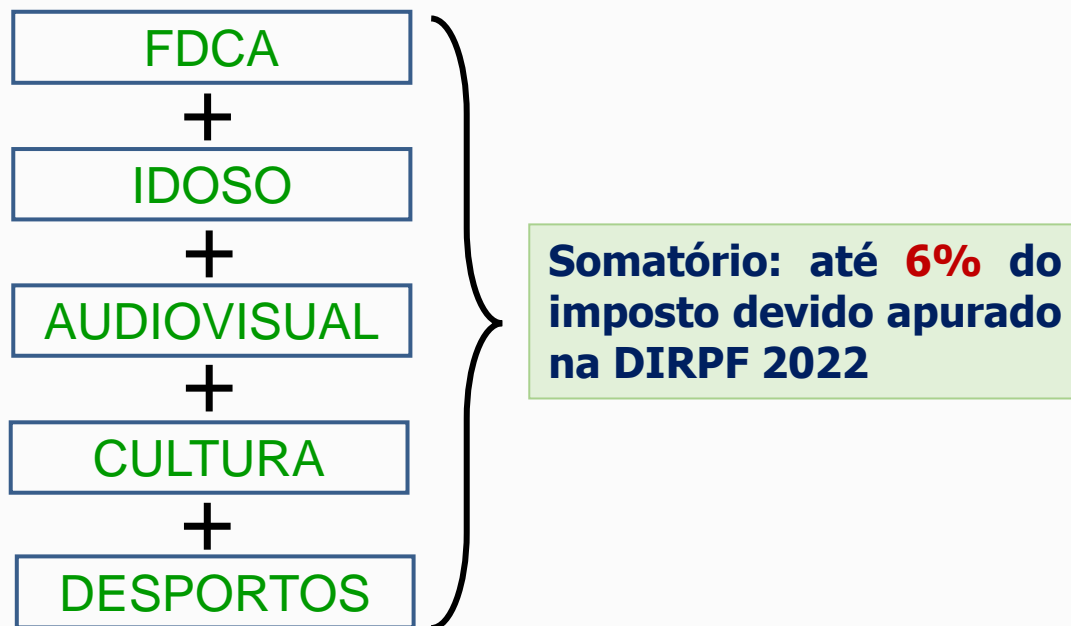 FDCA
+
IDOSO
+
AUDIOVISUAL
+
CULTURA
+
DESPORTOS
Somatório: até 6% do
imposto devido apurado
na DIRPF 2022